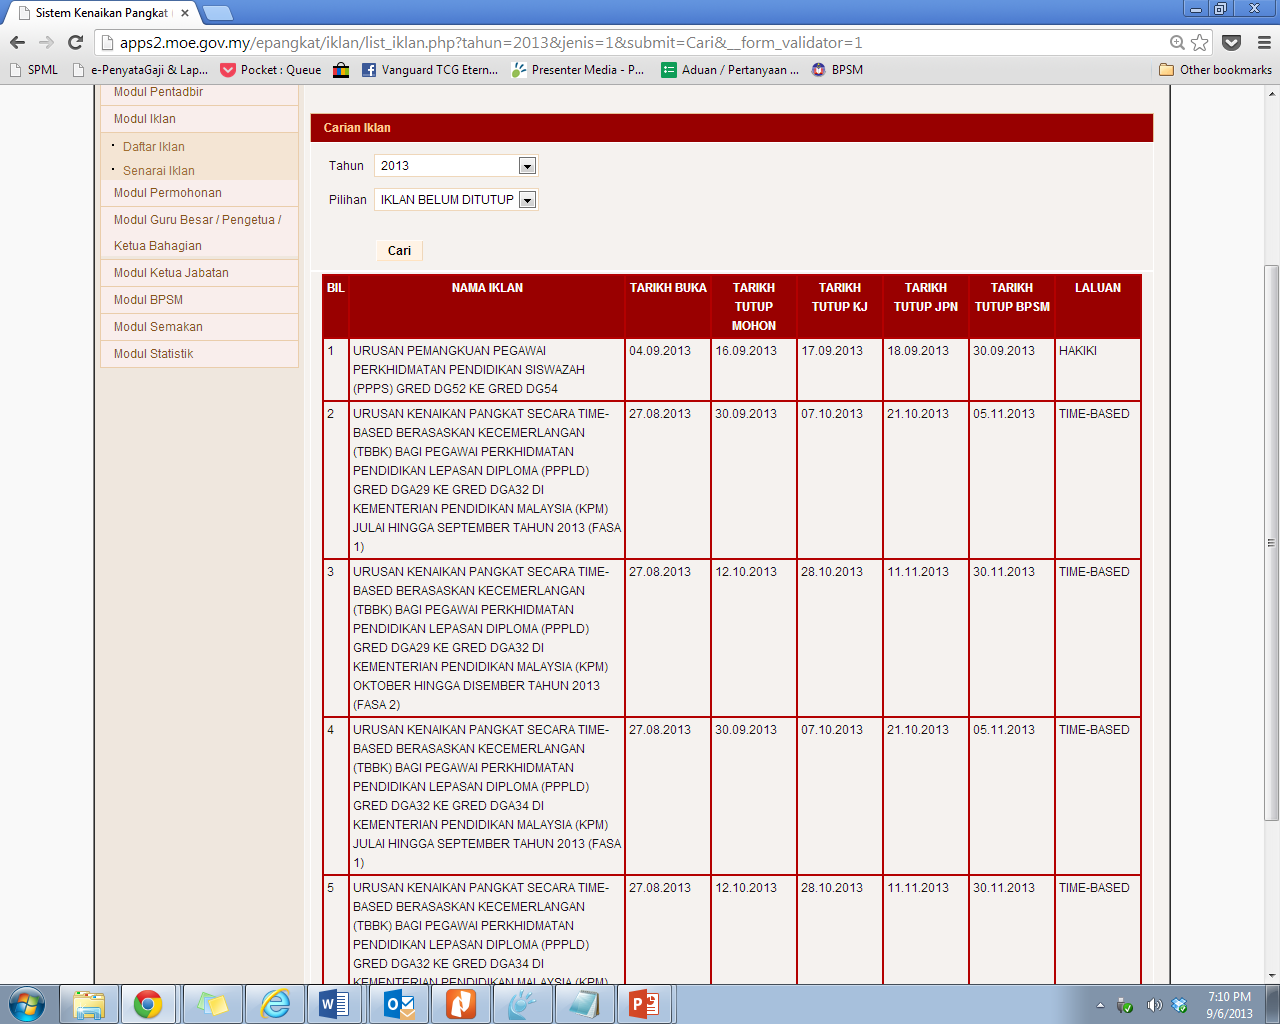 Sistem Kenaikan Pangkat
apps2.moe.gov.my/epangkat/iklan/list_iklan.php?tahun=2013&jenis=1&submit=Cari&__form_validator=1
SPML
e-PenyataGaji & Lap...
Pocket : Queue
Vanguard TCG Etern...
Presenter Media - P...
Aduan / Pertanyaan ...
BPSM
Other bookmarks
Modul Pentadbir
Modul Iklan
Daftar Iklan
Senarai Iklan
Modul Permohonan
Modul Guru Besar / Pengetua /
Ketua Bahagian
Modul Ketua Jabatan
Modul BPSM
Modul Semakan
Modul Statistik
Carian Iklan
Tahun 2013
Pilihan IKLAN BELUM DITUTUP
Cari
BIL NAMA IKLAN TARIKH BUKA TARIKH TARIKH TARIKH TARIKH LALUAN
TUTUP TUTUP KJ TUTUP JPN TUTUP BPSM
MOHON
1 URUSAN PEMANGKUAN PEGAWAI 04.09.2013 16.09.2013 17.09.2013 18.09.2013 30.09.2013 HAKIKI
PERKHIDMATAN PENDIDIKAN SISWAZAH
(PPPS) GRED DG52 KE GRED DG54
2 URUSAN KENAIKAN PANGKAT SECARA TIME- 27.08.2013 30.09.2013 07.10.2013 21.10.2013 05.11.2013 TIME-BASED
BASED BERASASKAN KECEMERLANGAN
(TBBK) BAGI PEGAWAI PERKHIDMATAN
PENDIDIKAN LEPASAN DIPLOMA (PPPLD)
GRED DGA29 KE GRED DGA32 DI
KEMENTERIAN PENDIDIKAN MALAYSIA (KPM)
JULAI HINGGA SEPTEMBER TAHUN 2013 (FASA
1)
3 URUSAN KENAIKAN PANGKAT SECARA TIME- 27.08.2013 12.10.2013 28.10.2013 11.11.2013 30.11.2013 TIME-BASED
BASED BERASASKAN KECEMERLANGAN
(TBBK) BAGI PEGAWAI PERKHIDMATAN
PENDIDIKAN LEPASAN DIPLOMA (PPPLD)
GRED DGA29 KE GRED DGA32 DI
KEMENTERIAN PENDIDIKAN MALAYSIA (KPM)
OKTOBER HINGGA DISEMBER TAHUN 2013
(FASA 2)
4 URUSAN KENAIKAN PANGKAT SECARA TIME- 27.08.2013 30.09.2013 07.10.2013 21.10.2013 05.11.2013 TIME-BASED
BASED BERASASKAN KECEMERLANGAN
(TBBK) BAGI PEGAWAI PERKHIDMATAN
PENDIDIKAN LEPASAN DIPLOMA (PPPLD)
GRED DGA32 KE GRED DGA34 DI
KEMENTERIAN PENDIDIKAN MALAYSIA (KPM)
JULAI HINGGA SEPTEMBER TAHUN 2013 (FASA
1)
5 URUSAN KENAIKAN PANGKAT SECARA TIME- 27.08.2013 12.10.2013 28.10.2013 11.11.2013 30.11.2013 TIME-BASED
BASED BERASASKAN KECEMERLANGAN
(TBBK) BAGI PEGAWAI PERKHIDMATAN
PENDIDIKAN LEPASAN DIPLOMA (PPPLD)
GRED DGA32 KE GRED DGA34 DI
KEMENTERIAN PENDIDIKAN MALAYSIA (KPM)
7:10 PM
9/6/2013